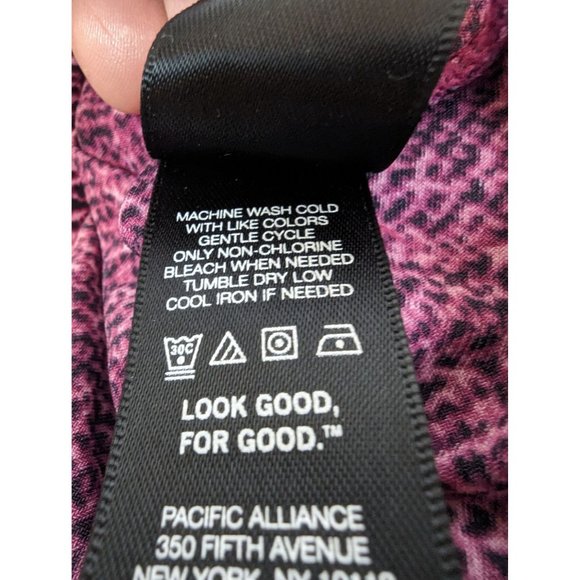 MACHINE WASH COLD
WITH LIKE COLORS
GENTLE CYCLE
ONLY NON-CHLORINE
BLEACH WHEN NEEDED
TUMBLE DRY LOW
COOL IRON IF NEEDED
30C
LOOK GOOD,
FOR GOOD.™
PACIFIC ALLIANCE
350 FIFTH AVENUE
NEW YORK, NY